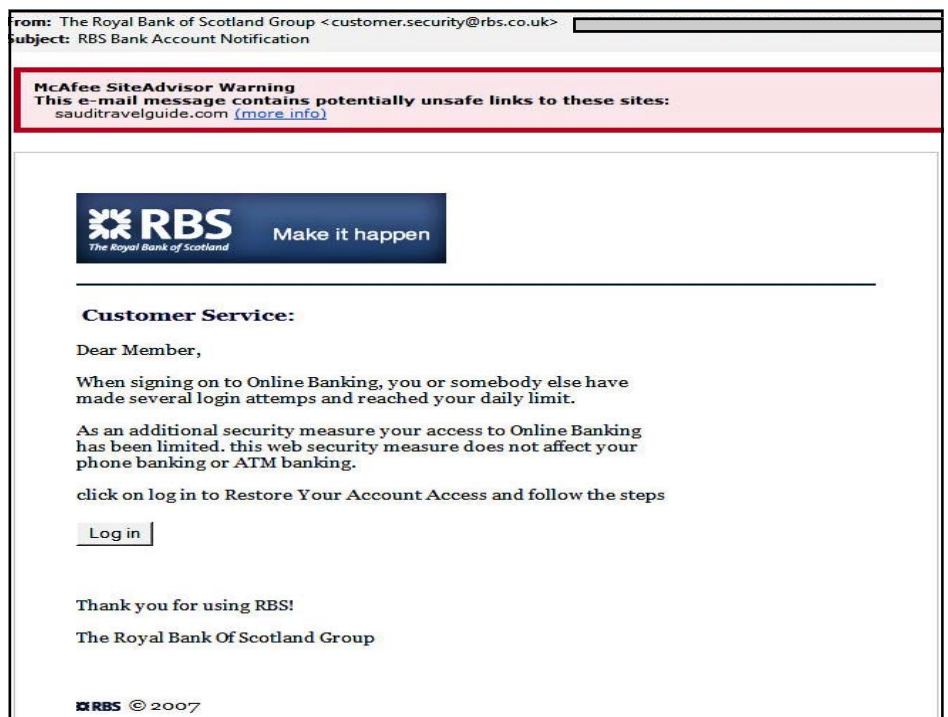 From: The Royal Bank of Scotland Group <customer.security@rbs.co.uk>
Subject: RBS Bank Account Notification
McAfee SiteAdvisor Warning
This e-mail message contains potentially unsafe links to these sites:
sauditravelguide.com (more info)
RBS
The Royal Bank of Scotland
Make it happen
Customer Service:
Dear Member,
When signing on to Online Banking, you or somebody else have
made several login attemps and reached your daily limit.
As an additional security measure your access to Online Banking
has been limited. this web security measure does not affect your
phone banking or ATM banking.
click on log in to Restore Your Account Access and follow the steps
Log in
Thank you for using RBS!
The Royal Bank Of Scotland Group
RBS © 2007